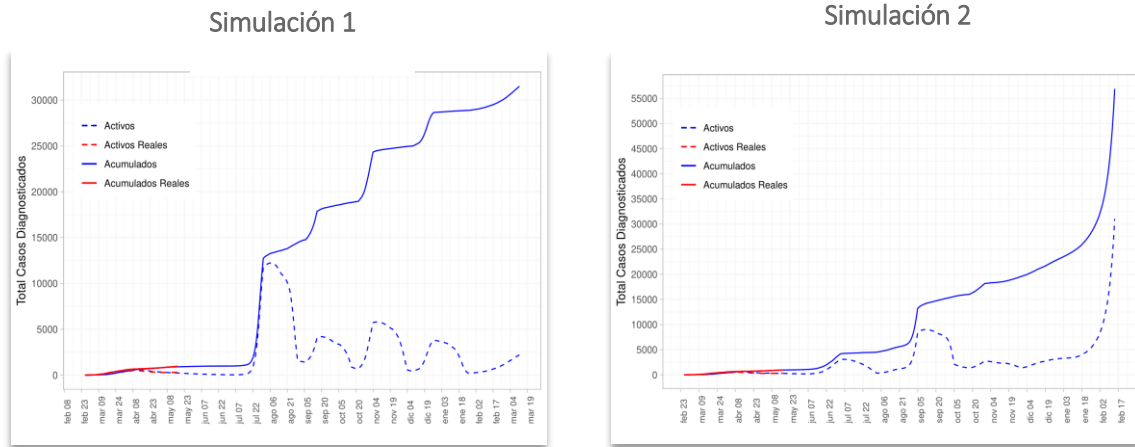 Simulación 1
Total Casos Diagnosticados
30000
25000
20000
15000
10000
5000
0
Activos
Activos Reales
Acumulados
Acumulados Reales
feb 08
feb 23
mar 09
mar 24
abr 08
abr 23
may 08
may 23
jun 07
jun 22
jul 07
jul 22
ago 06
ago 21
sep 05
sep 20
oct 05
oct 20
nov 04
nov 19
dic 04
dic 19
ene 03
ene 18
feb 02
feb 17
mar 04
mar 19
Simulación 2
Total Casos Diagnosticados
55000
50000
45000
40000
35000
30000
25000
20000
15000
10000
5000
0
Activos
Activos Reales
Acumulados
Acumulados Reales
feb 23
mar 09
mar 24
abr 08
abr 23
may 08
may 23
jun 07
jun 22
jul 07
jul 22
ago 06
ago 21
sep 05
sep 20
oct 05
oct 20
nov 04
nov 19
dic 04
dic 19
ene 03
ene 18
feb 02
feb 17